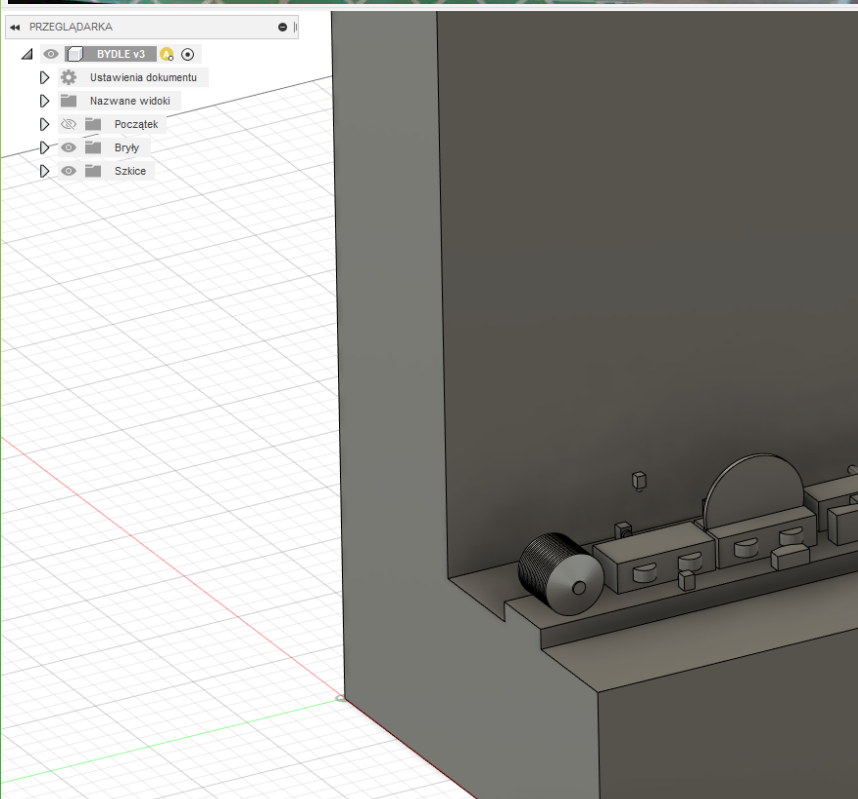 PRZEGLĄDARKA
BYDLE v3
Ustawienia dokumentu
Nazwane widoki
Początek
Bryły
Szkice